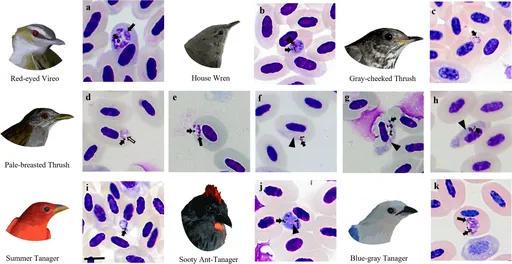 a
b
c
Red-eyed Vireo
House Wren
Gray-cheeked Thrush
d
e
f
g
h
Pale-breasted Thrush
i
j
k
Summer Tanager
Sooty Ant-Tanager
Blue-gray Tanager